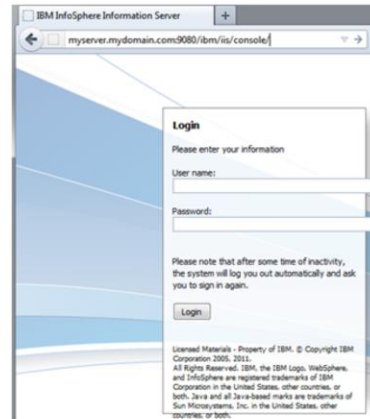 IBM InfoSphere Information Server
+
myserver.mydomain.com:9080/ibm/iis/console/
Login
Please enter your information
User name:
Password:
Please note that after some time of inactivity,
the system will log you out automatically and ask
you to sign in again.
Login
Licensed Materials - Property of IBM. © Copyright IBM
Corporation 2005, 2011.
All Rights Reserved. IBM, the IBM Logo, WebSphere,
and InfoSphere are registered trademarks of IBM
Corporation in the United States, other countries, or
both. Java and all Java-based marks are trademarks of
Sun Microsystems, Inc. in the United States, other
countries, or both.